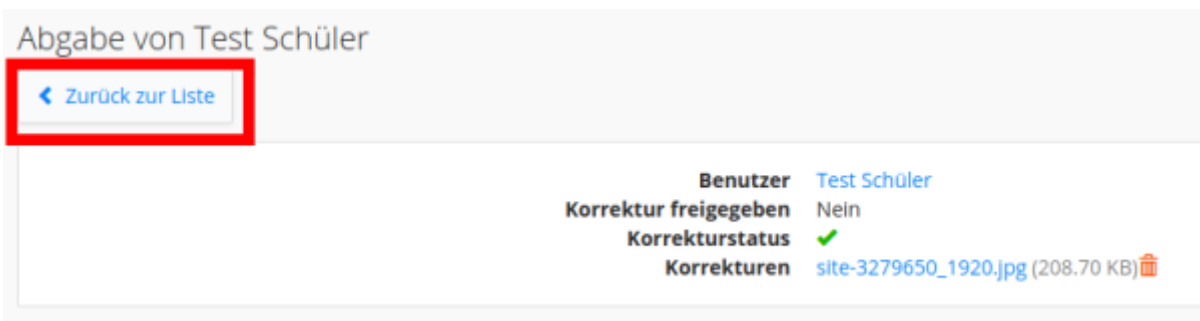 Abgabe von Test Schüler
Zurück zur Liste
Benutzer Test Schüler
Korrektur freigegeben Nein
Korrekturstatus
Korrekturen site-3279650_1920.jpg (208.70 KB)